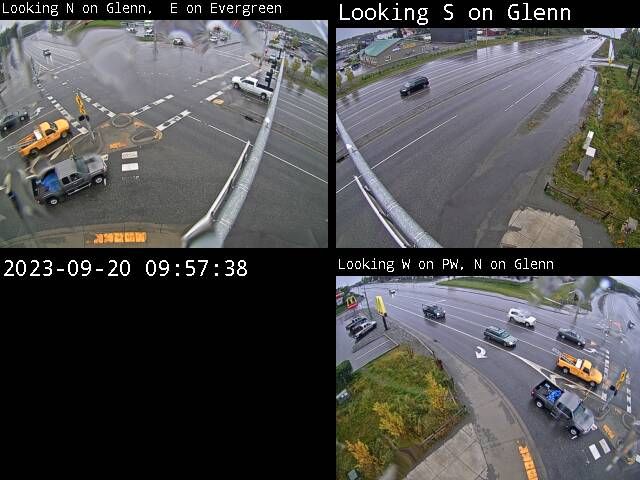 Looking N on Glenn,  E on Evergreen
Looking S on Glenn
2023-09-20 09:57:38
Looking W on PW, N on Glenn